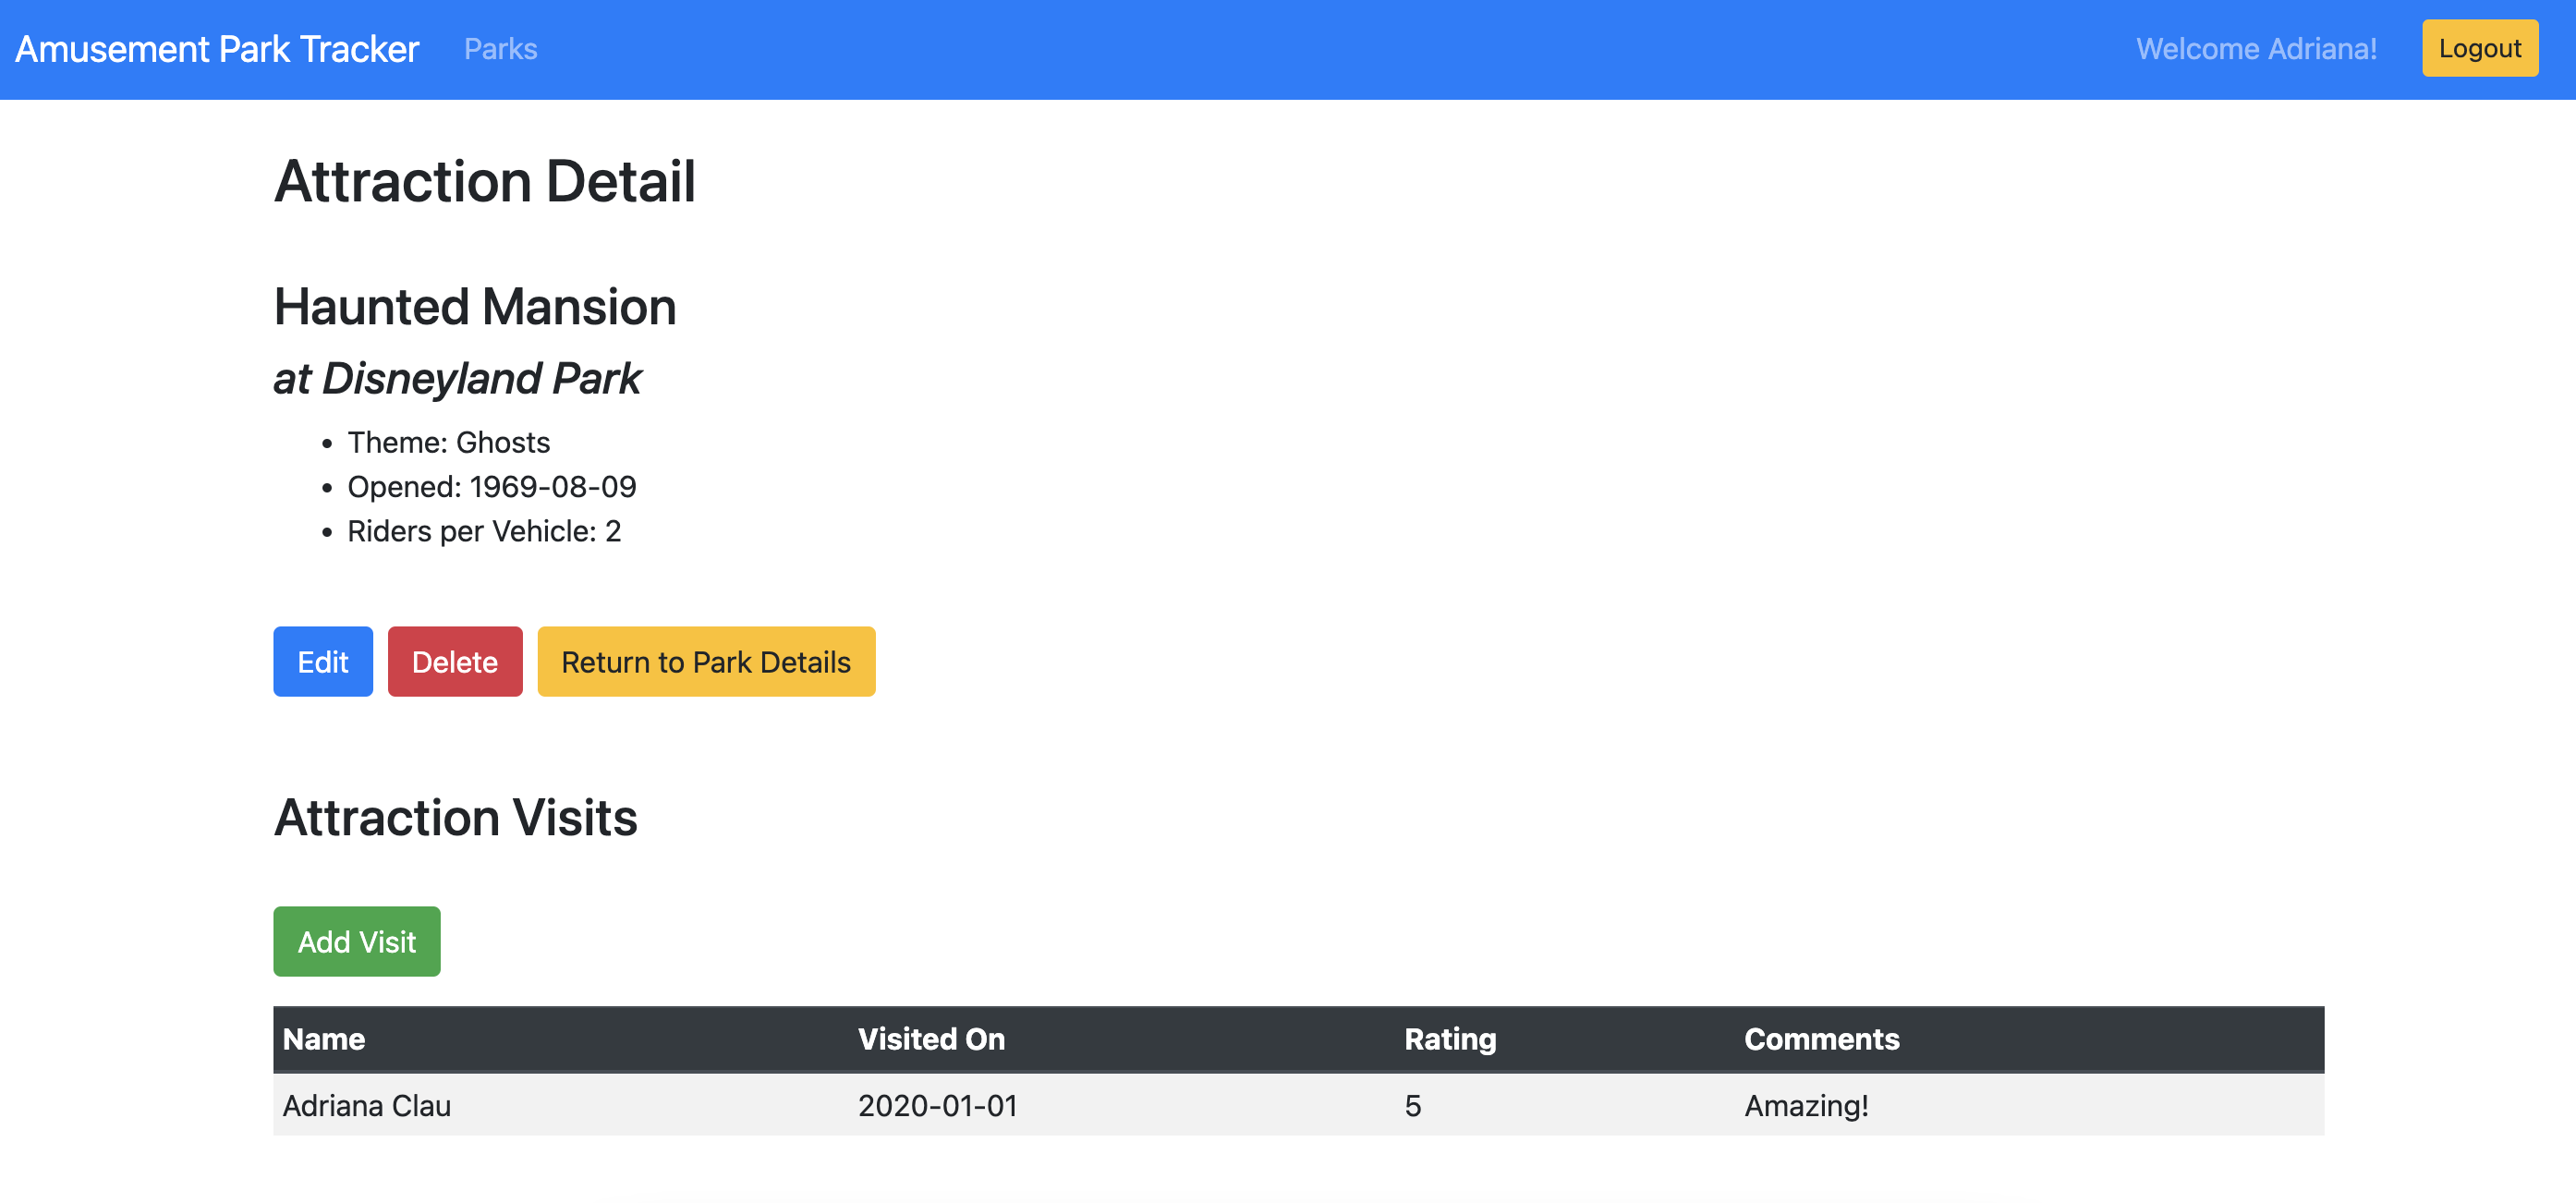 Amusement Park Tracker Parks Welcome Adriana! Logout
Attraction Detail
Haunted Mansion
at Disneyland Park
• Theme: Ghosts
• Opened: 1969-08-09
• Riders per Vehicle: 2
Edit Delete Return to Park Details
Attraction Visits
Add Visit
Name Visited On Rating Comments
Adriana Clau 2020-01-01 5 Amazing!